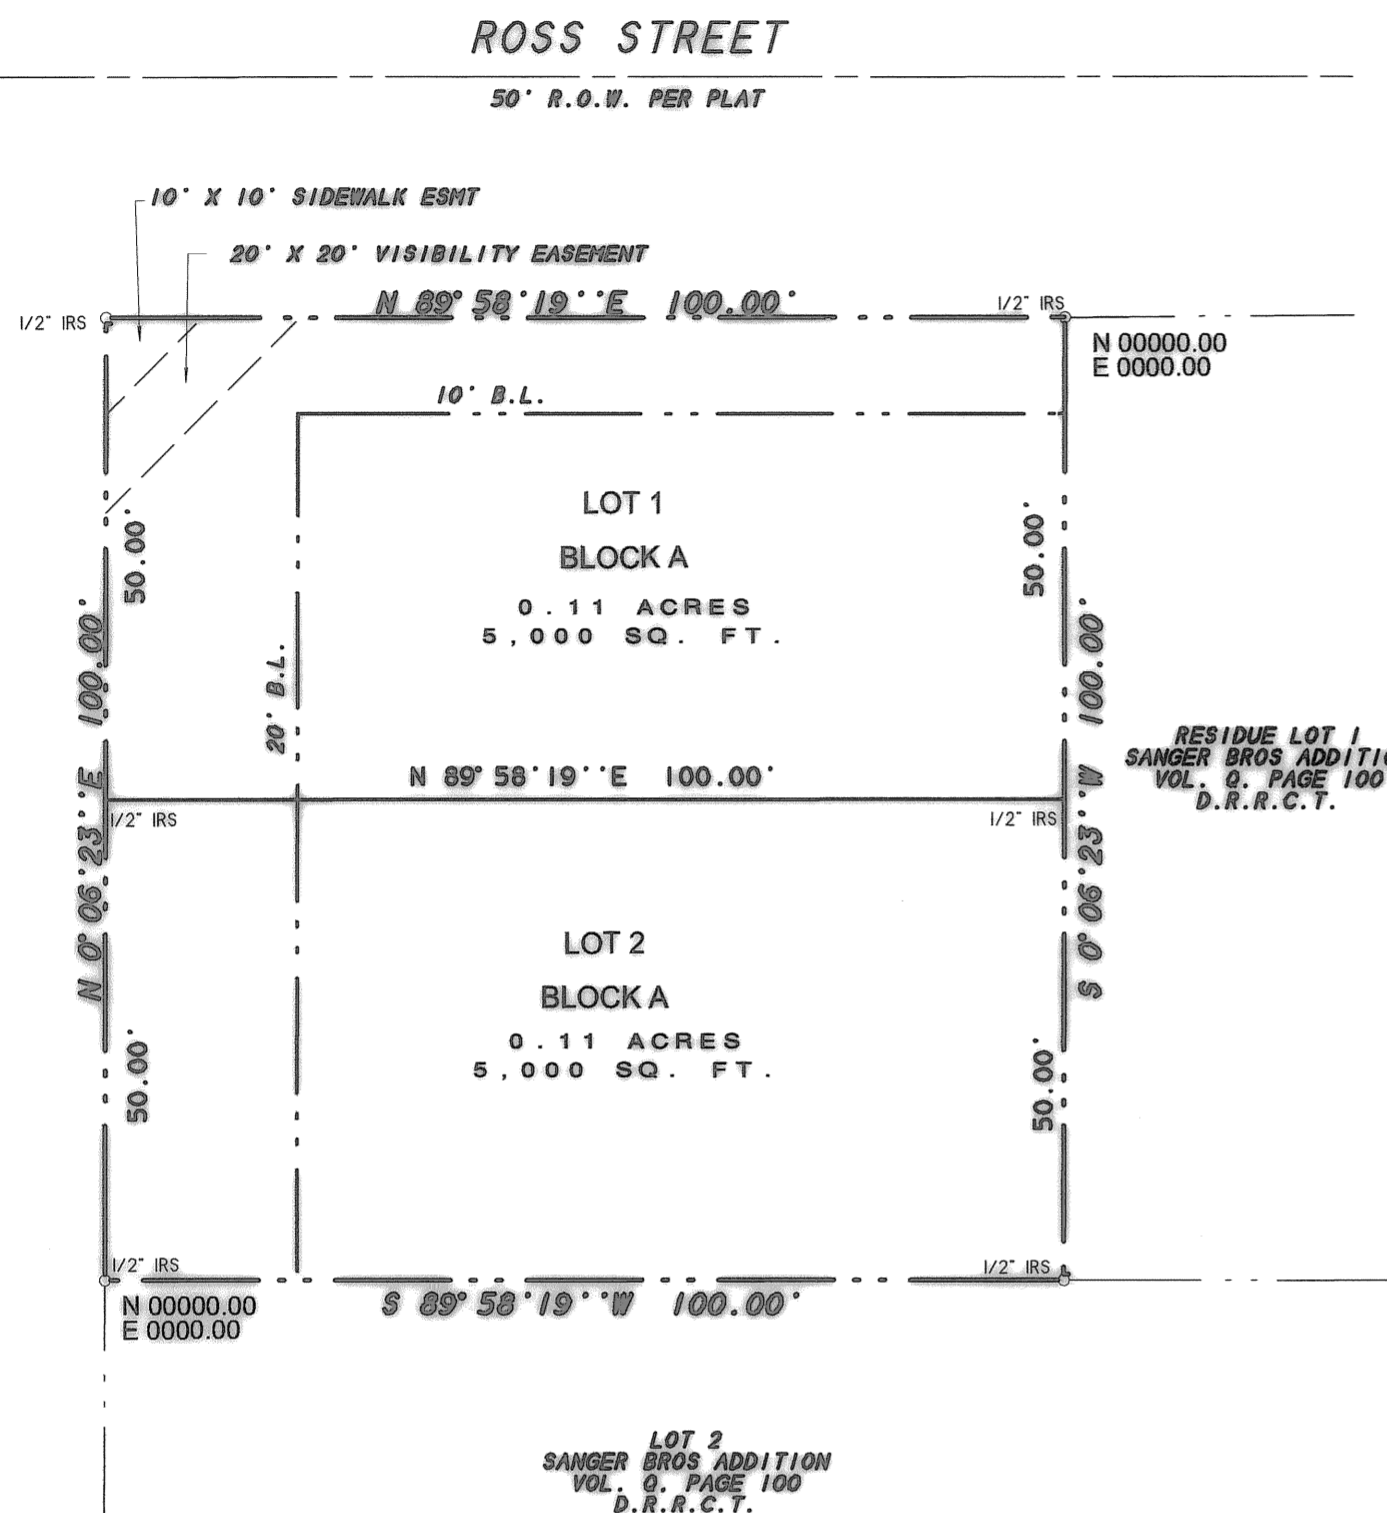 ROSS STREET
50' R.O.W. PER PLAT
10' X 10' SIDEWALK ESMT
20' X 20' VISIBILITY EASEMENT
N 89° 58'19''E 100.00'
1/2" IRS
1/2" IRS
N 00000.00
E 0000.00
10' B.L.
LOT 1
BLOCK A
0.11 ACRES
5,000 SQ. FT.
50.00'
50.00'
20' B.L.
N 0° 06'23''E 100.00'
S 0° 06'23''W 100.00'
RESIDUE LOT 1
SANGER BROS ADDITIO
VOL. Q. PAGE 100
D.R.R.C.T.
N 89° 58'19''E 100.00'
1/2" IRS
1/2" IRS
LOT 2
BLOCK A
0.11 ACRES
5,000 SQ. FT.
50.00'
50.00'
1/2" IRS
1/2" IRS
N 00000.00
E 0000.00
S 89° 58'19''W 100.00'
LOT 2
SANGER BROS ADDITION
VOL. Q. PAGE 100
D.R.R.C.T.